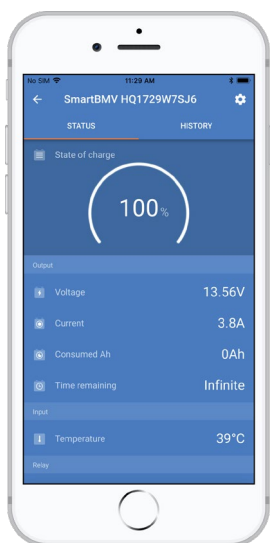 No SIM 11:29 AM
SmartBMV HQ1729W7SJ6
STATUS HISTORY
State of charge
100%
Output
Voltage 13.56V
Current 3.8A
Consumed Ah 0Ah
Time remaining Infinite
Input
Temperature 39°C
Relay